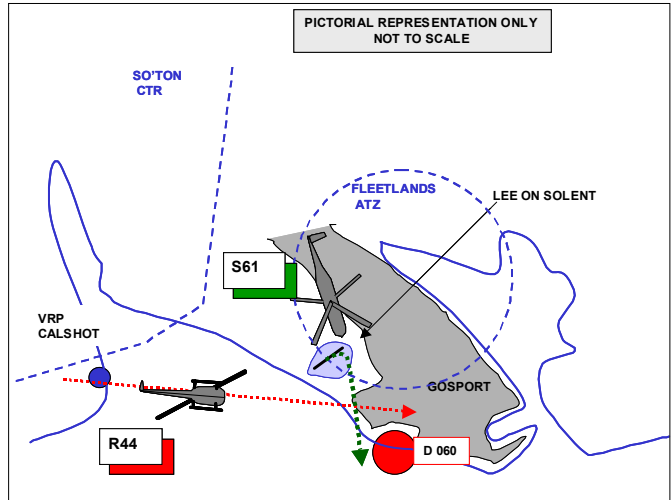 PICTORIAL REPRESENTATION ONLY
NOT TO SCALE
SO'TON
CTR
FLEETLANDS
ATZ
LEE ON SOLENT
S61
VRP
CALSHOT
GOSPORT
R44
D 060